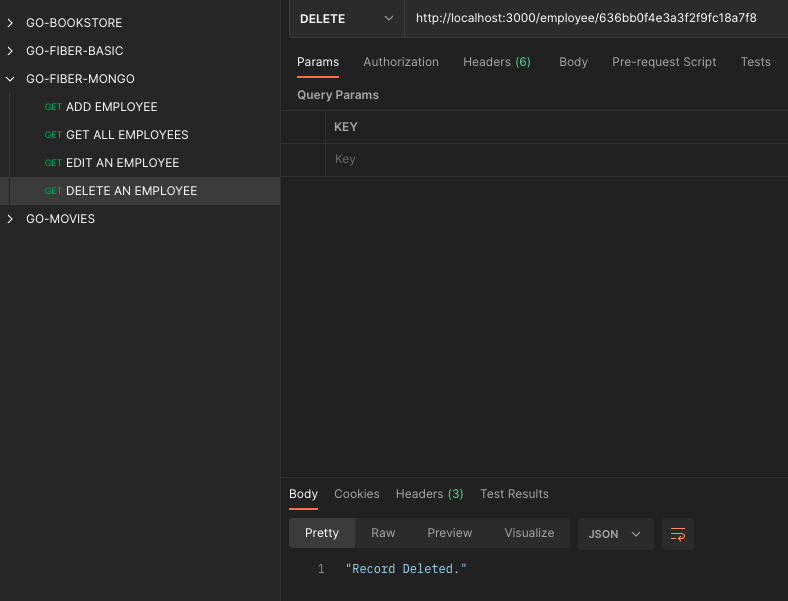 GO-BOOKSTORE
GO-FIBER-BASIC
GO-FIBER-MONGO
GET ADD EMPLOYEE
GET GET ALL EMPLOYEES
GET EDIT AN EMPLOYEE
GET DELETE AN EMPLOYEE
GO-MOVIES
DELETE http://localhost:3000/employee/636bb0f4e3a3f2f9fc18a7f8
Params Authorization Headers (6) Body Pre-request Script Tests
Query Params
KEY
Key
Body Cookies Headers (3) Test Results
Pretty Raw Preview Visualize JSON
1 "Record Deleted."